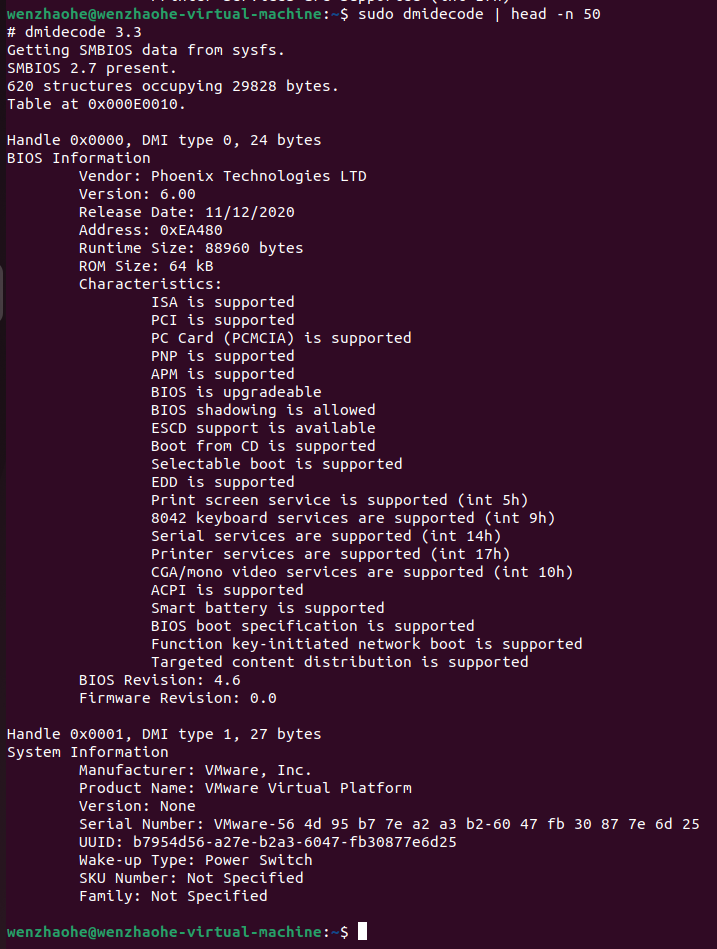 wenzhaohe@wenzhaohe-virtual-machine:~$ sudo dmidecode | head -n 50
# dmidecode 3.3
Getting SMBIOS data from sysfs.
SMBIOS 2.7 present.
620 structures occupying 29828 bytes.
Table at 0x000E0010.

Handle 0x0000, DMI type 0, 24 bytes
BIOS Information
        Vendor: Phoenix Technologies LTD
        Version: 6.00
        Release Date: 11/12/2020
        Address: 0xEA480
        Runtime Size: 88960 bytes
        ROM Size: 64 kB
        Characteristics:
                ISA is supported
                PCI is supported
                PC Card (PCMCIA) is supported
                PNP is supported
                APM is supported
                BIOS is upgradeable
                BIOS shadowing is allowed
                ESCD support is available
                Boot from CD is supported
                Selectable boot is supported
                EDD is supported
                Print screen service is supported (int 5h)
                8042 keyboard services are supported (int 9h)
                Serial services are supported (int 14h)
                Printer services are supported (int 17h)
                CGA/mono video services are supported (int 10h)
                ACPI is supported
                Smart battery is supported
                BIOS boot specification is supported
                Function key-initiated network boot is supported
                Targeted content distribution is supported
        BIOS Revision: 4.6
        Firmware Revision: 0.0

Handle 0x0001, DMI type 1, 27 bytes
System Information
        Manufacturer: VMware, Inc.
        Product Name: VMware Virtual Platform
        Version: None
        Serial Number: VMware-56 4d 95 b7 7e a2 a3 b2-60 47 fb 30 87 7e 6d 25
        UUID: b7954d56-a27e-b2a3-6047-fb30877e6d25
        Wake-up Type: Power Switch
        SKU Number: Not Specified
        Family: Not Specified

wenzhaohe@wenzhaohe-virtual-machine:~$